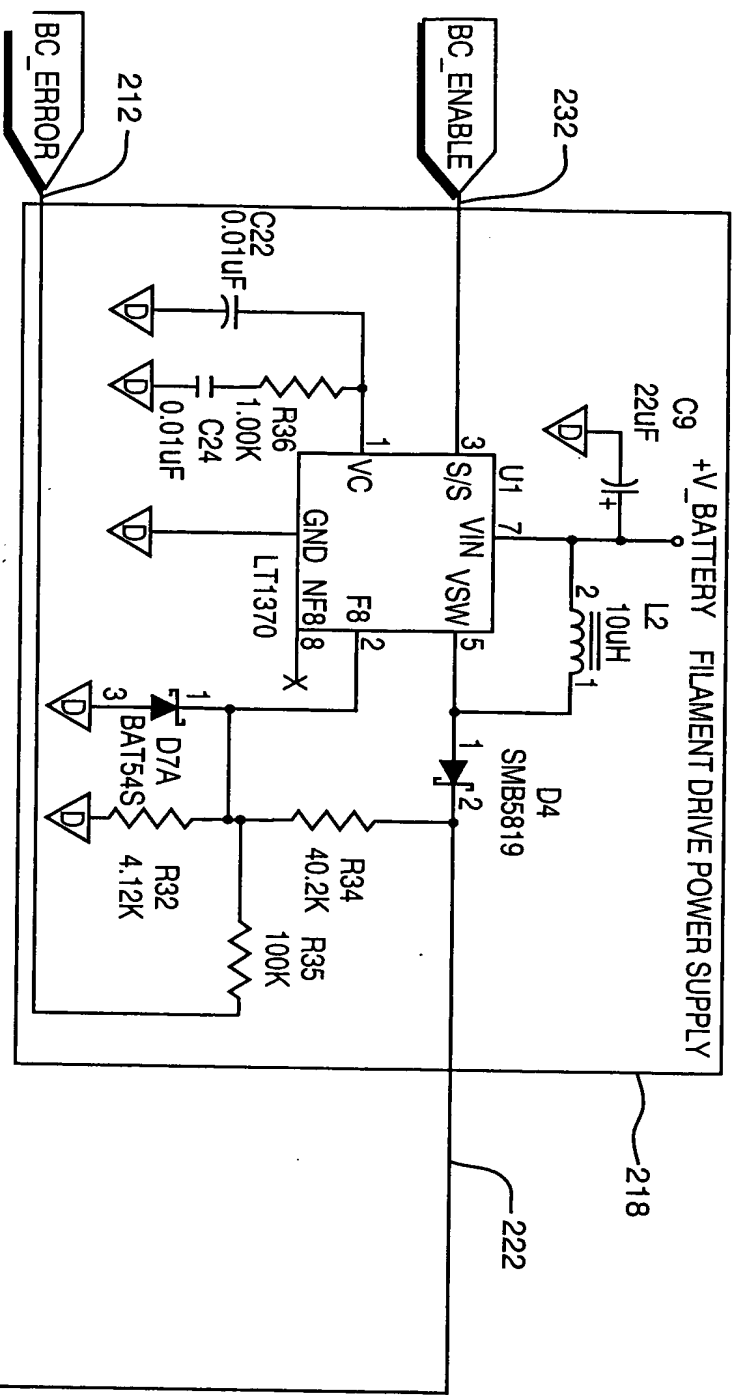 +V_BATTERY FILAMENT DRIVE POWER SUPPLY
C9
22uF
D
+
L2
10uH
2
1
232
BC_ENABLE
U1
7
3
S/S
VIN
VSW
5
1
VC
GND
NF8
8
F8
2
LT1370
D4
SMB5819
1
2
C22
0.01uF
D
R36
1.00K
C24
0.01uF
D
D
X
1
D7A
BAT54S
3
D
R34
40.2K
R35
100K
R32
4.12K
D
212
BC_ERROR
218
222